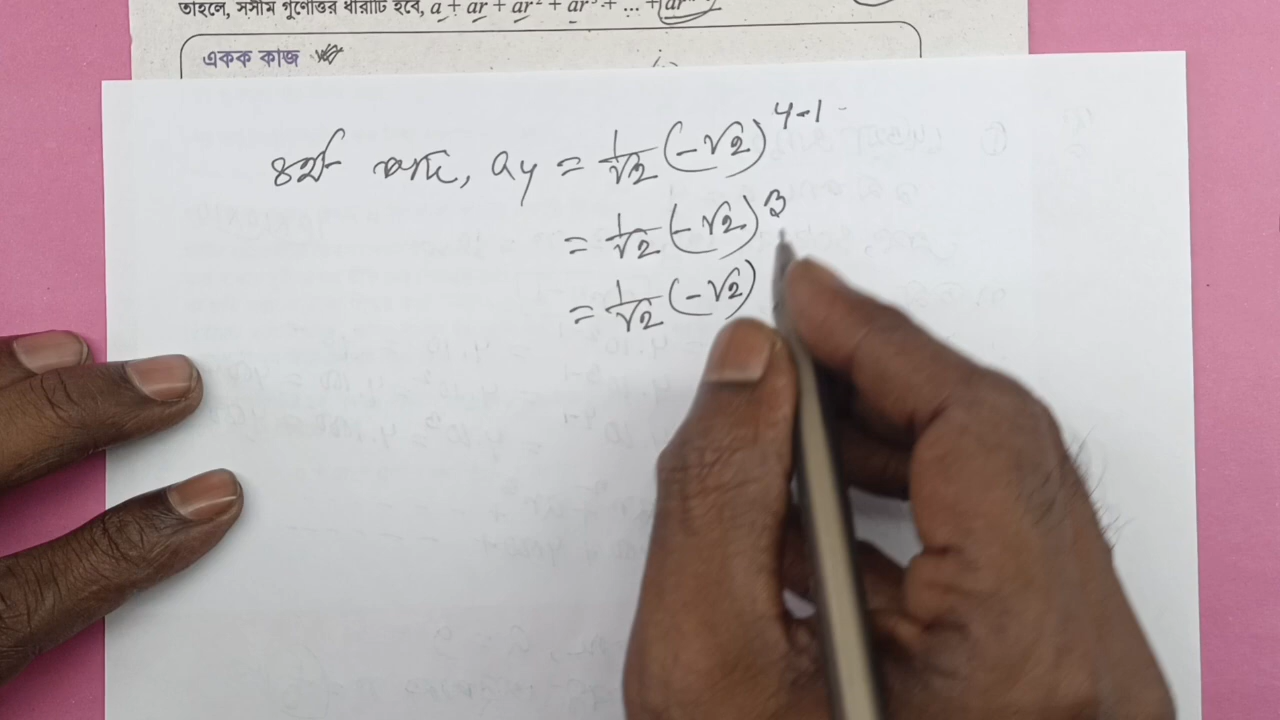 তাহলে, সসীম গুণোত্তর ধারাটি হবে, a + ar + ar² + ar³ + ... + ar
একক কাজ
৪র্থ পদ, a4 = 1/√2 (-√2)^4-1
= 1/√2 (-√2)^3
= 1/√2 (-√2)